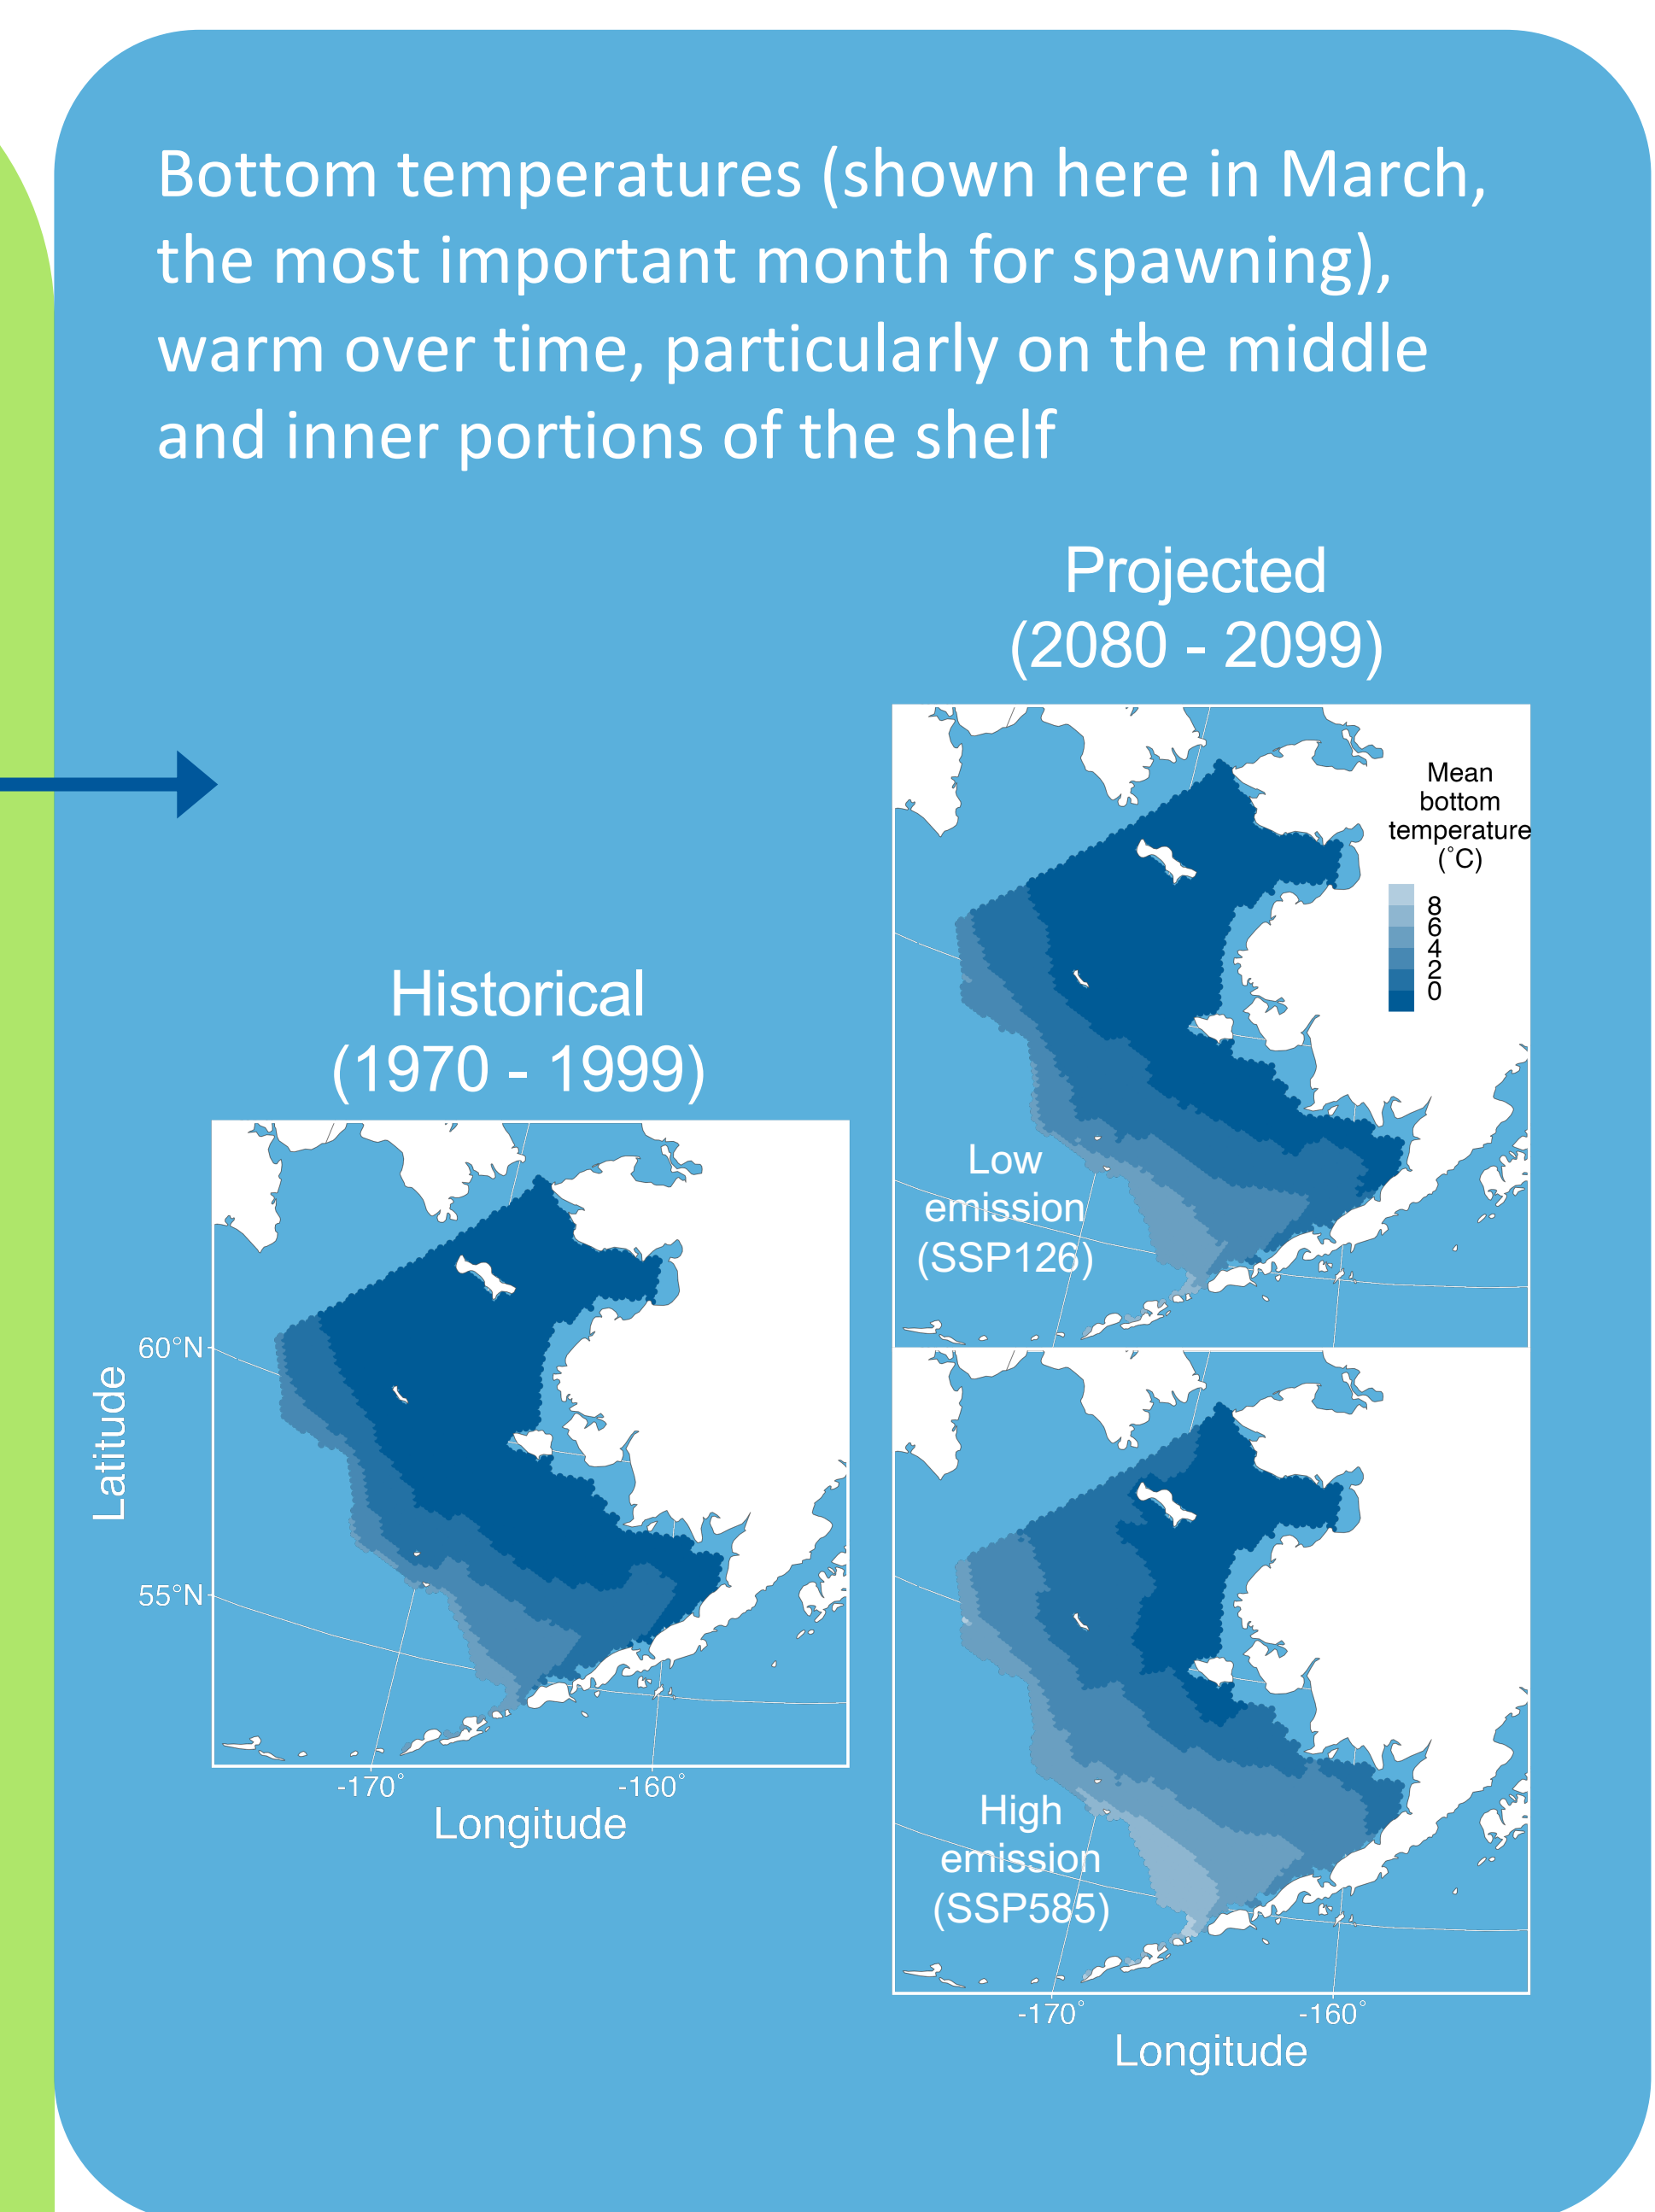 Bottom temperatures (shown here in March,
the most important month for spawning),
warm over time, particularly on the middle
and inner portions of the shelf
Projected
(2080 - 2099)
Mean
bottom
temperature
(°C)
8
6
4
2
0
Low
emission
(SSP126)
Historical
(1970 - 1999)
60°N
55°N
Latitude
-170°
-160°
Longitude
High
emission
(SSP585)
-170°
-160°
Longitude